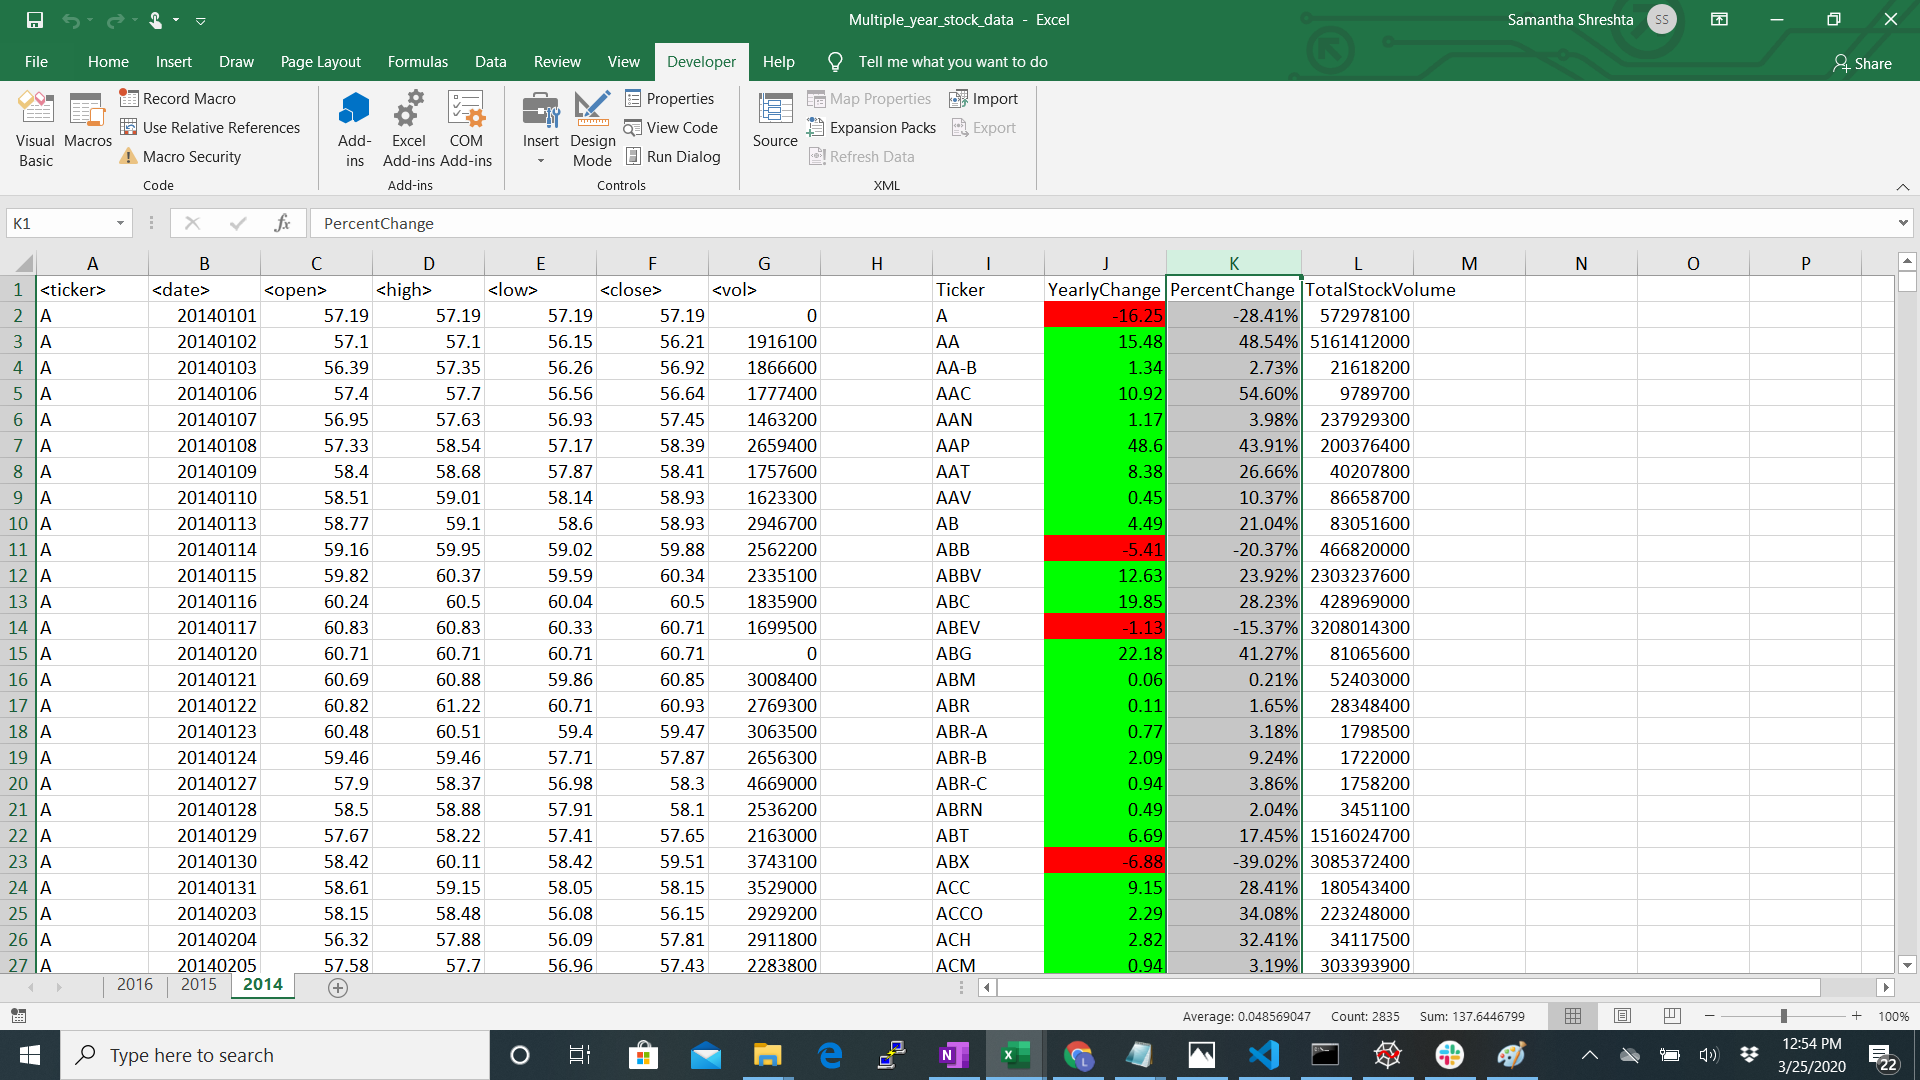 Multiple_year_stock_data - Excel
Samantha Shreshta SS
File Home Insert Draw Page Layout Formulas Data Review View Developer Help Tell me what you want to do Share
Visual Basic
Macros
Record Macro
Use Relative References
Macro Security
Code
Add-ins
Excel Add-ins
COM Add-ins
Add-ins
Insert
Design Mode
Properties
View Code
Run Dialog
Controls
Source
Map Properties
Expansion Packs
Refresh Data
Import
Export
XML
K1 fx PercentChange
A B C D E F G H I J K L M N O P
1 <ticker> <date> <open> <high> <low> <close> <vol> Ticker YearlyChange PercentChange TotalStockVolume
2 A 20140101 57.19 57.19 57.19 57.19 0 A -16.25 -28.41% 572978100
3 A 20140102 57.1 57.1 56.15 56.21 1916100 AA 15.48 48.54% 5161412000
4 A 20140103 56.39 57.35 56.26 56.92 1866600 AA-B 1.34 2.73% 21618200
5 A 20140106 57.4 57.7 56.56 56.64 1777400 AAC 10.92 54.60% 9789700
6 A 20140107 56.95 57.63 56.93 57.45 1463200 AAN 1.17 3.98% 237929300
7 A 20140108 57.33 58.54 57.17 58.39 2659400 AAP 48.6 43.91% 200376400
8 A 20140109 58.4 58.68 57.87 58.41 1757600 AAT 8.38 26.66% 40207800
9 A 20140110 58.51 59.01 58.14 58.93 1623300 AAV 0.45 10.37% 86658700
10 A 20140113 58.77 59.1 58.6 58.93 2946700 AB 4.49 21.04% 83051600
11 A 20140114 59.16 59.95 59.02 59.88 2562200 ABB -5.41 -20.37% 466820000
12 A 20140115 59.82 60.37 59.59 60.34 2335100 ABBV 12.63 23.92% 2303237600
13 A 20140116 60.24 60.5 60.04 60.5 1835900 ABC 19.85 28.23% 428969000
14 A 20140117 60.83 60.83 60.33 60.71 1699500 ABEV -1.13 -15.37% 3208014300
15 A 20140120 60.71 60.71 60.71 60.71 0 ABG 22.18 41.27% 81065600
16 A 20140121 60.69 60.88 59.86 60.85 3008400 ABM 0.06 0.21% 52403000
17 A 20140122 60.82 61.22 60.71 60.93 2769300 ABR 0.11 1.65% 28348400
18 A 20140123 60.48 60.51 59.4 59.47 3063500 ABR-A 0.77 3.18% 1798500
19 A 20140124 59.46 59.46 57.71 57.87 2656300 ABR-B 2.09 9.24% 1722000
20 A 20140127 57.9 58.37 56.98 58.3 4669000 ABR-C 0.94 3.86% 1758200
21 A 20140128 58.5 58.88 57.91 58.1 2536200 ABRN 0.49 2.04% 3451100
22 A 20140129 57.67 58.22 57.41 57.65 2163000 ABT 6.69 17.45% 1516024700
23 A 20140130 58.42 60.11 58.42 59.51 3743100 ABX -6.88 -39.02% 3085372400
24 A 20140131 58.61 59.15 58.05 58.15 3529000 ACC 9.15 28.41% 180543400
25 A 20140203 58.15 58.48 56.08 56.15 2929200 ACCO 2.29 34.08% 223248000
26 A 20140204 56.32 57.88 56.09 57.81 2911800 ACH 2.82 32.41% 34117500
27 A 20140205 57.58 57.7 56.96 57.43 2283800 ACM 0.94 3.19% 303393900
2016 2015 2014
Average: 0.048569047 Count: 2835 Sum: 137.6446799 100%
Type here to search
12:54 PM
3/25/2020
22